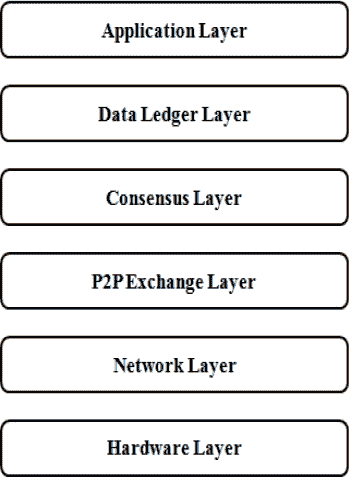 Application Layer
Data Ledger Layer
Consensus Layer
P2P Exchange Layer
Network Layer
Hardware Layer